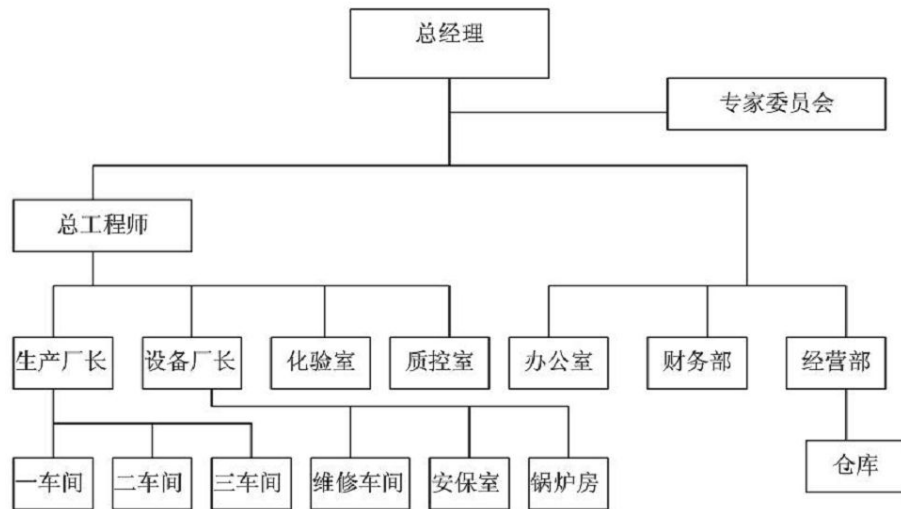 总经理
专家委员会
总工程师
生产厂长
设备厂长
化验室
质控室
办公室
财务部
经营部
一车间
二车间
三车间
维修车间
安保室
锅炉房
仓库